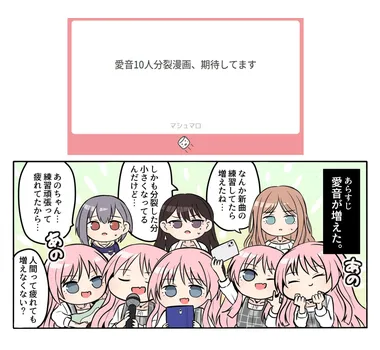 愛音10人分裂漫画、期待してます
マシュマロ
あらすじ
愛音が増えた。
なんか新曲の
練習してたら
増えたね…
しかも分裂した分
小さくなってる
んだけど…
あのちゃん…
練習頑張って
疲れてたから…
あの
あの
人間って疲れても
増えなくない？